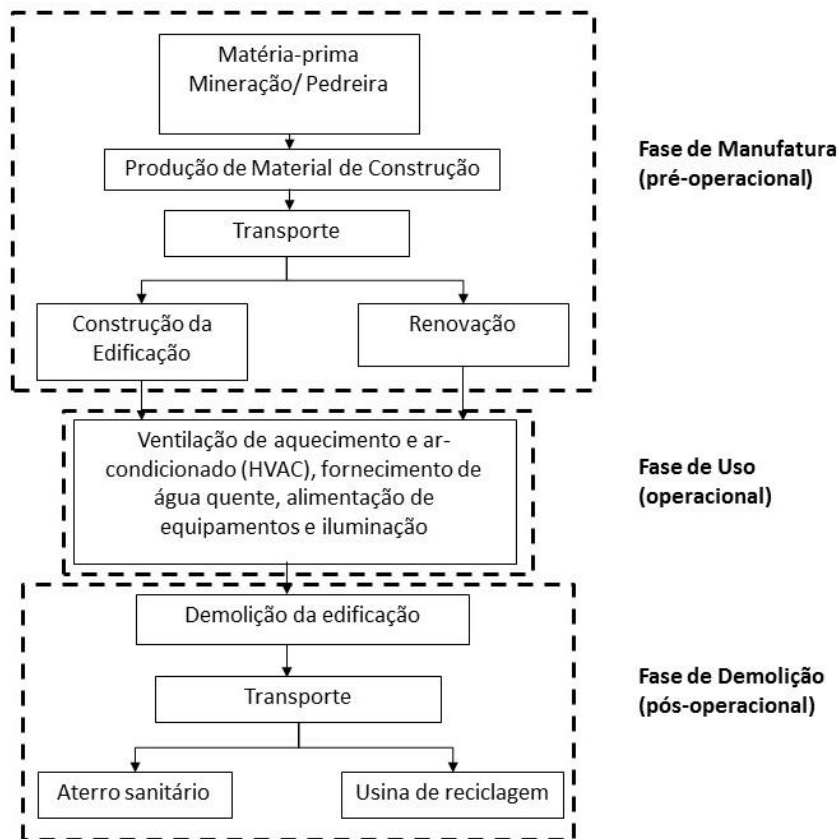 Matéria-prima
Mineração/ Pedreira
Fase de Manufatura
(pré-operacional)
Produção de Material de Construção
Transporte
Construção da
Edificação
Renovação
Ventilação de aquecimento e ar-
condicionado (HVAC), fornecimento de
água quente, alimentação de
equipamentos e iluminação
Fase de Uso
(operacional)
Demolição da edificação
Transporte
Fase de Demolição
(pós-operacional)
Aterro sanitário
Usina de reciclagem